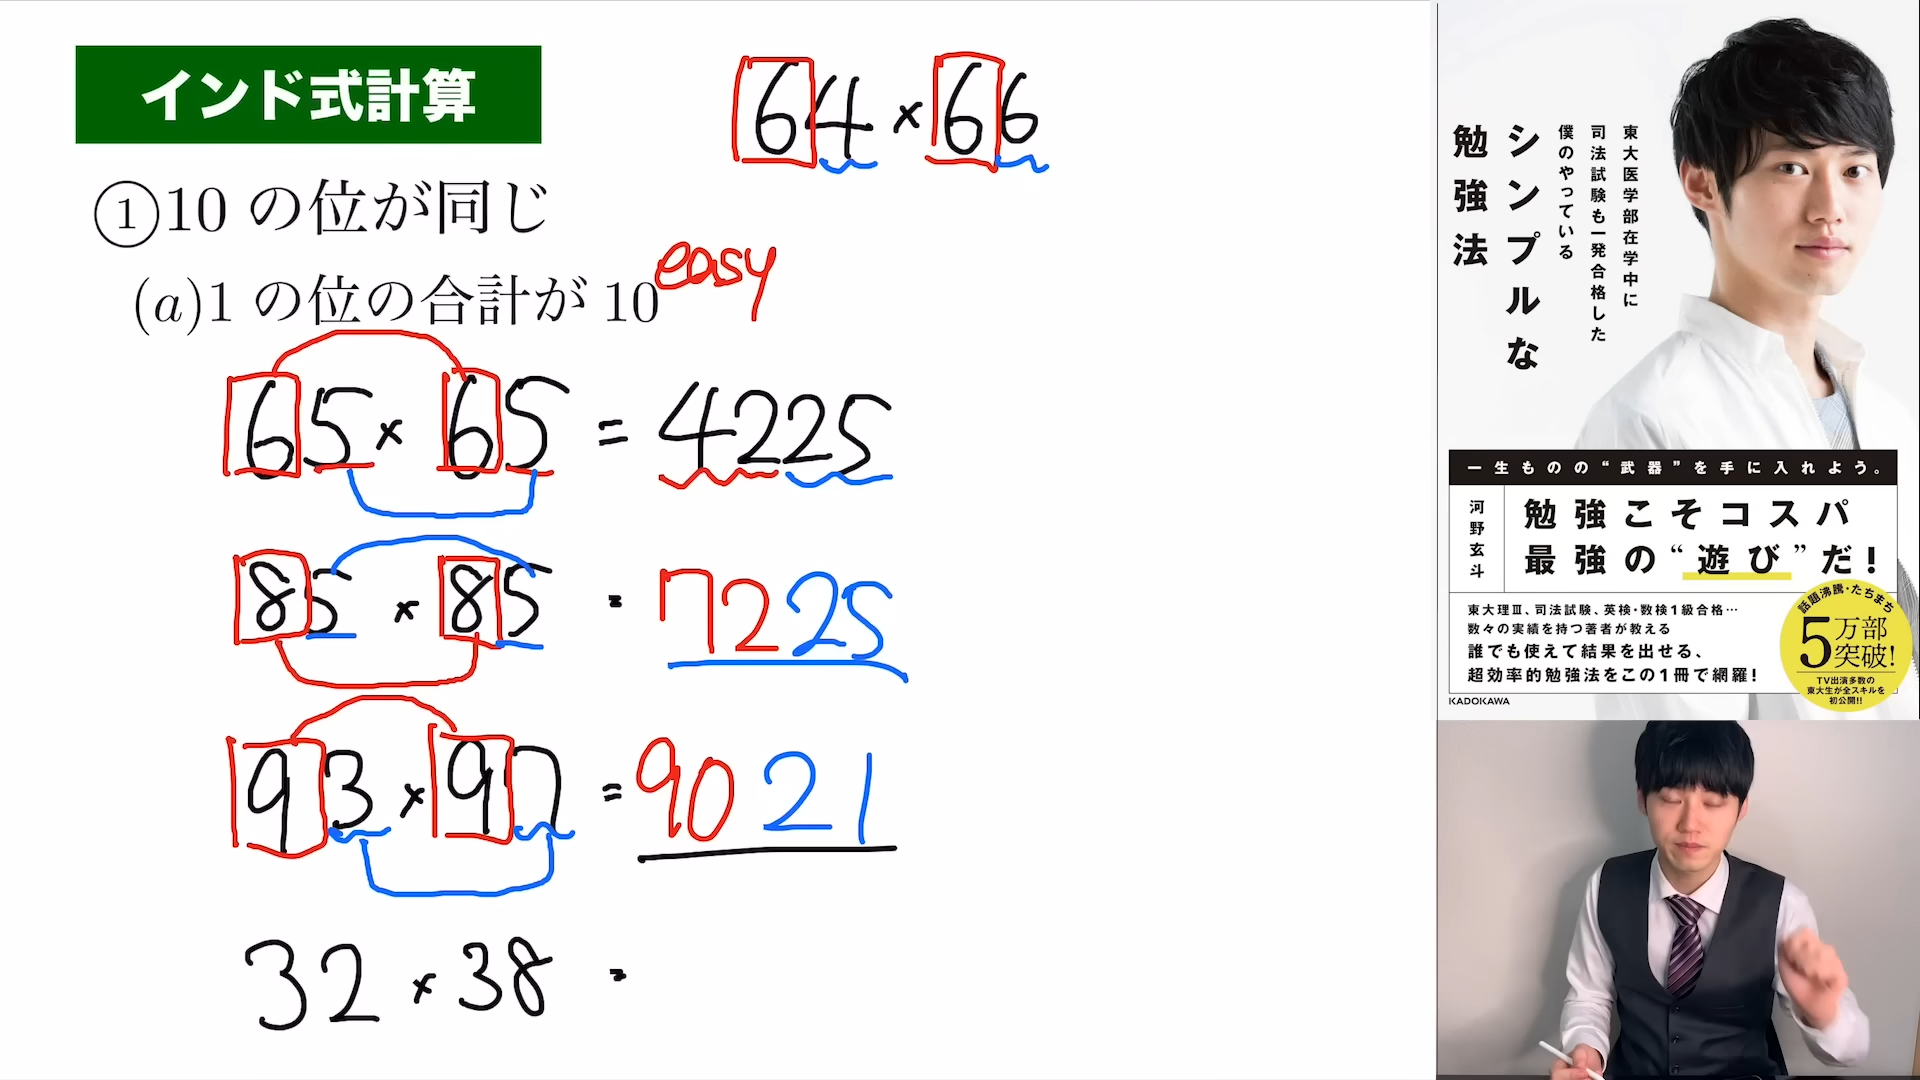 インド式計算
64×66
①10の位が同じ
(a)1の位の合計が10
easy
65×65=4225
85×85=7225
93×97=9021
32×38=
東大医学部在学中に
司法試験も一発合格した
僕のやっている
シンプルな
勉強法
一生ものの“武器”を手に入れよう。
河野玄斗
勉強こそコスパ
最強の“遊び”だ!
東大理Ⅲ、司法試験、英検・数検1級合格…
数々の実績を持つ著者が教える
誰でも使えて結果を出せる、
超効率的勉強法をこの1冊で網羅!
話題沸騰・たちまち
5万部
突破!
TV出演多数の
東大生が全スキルを
初公開!!
KADOKAWA